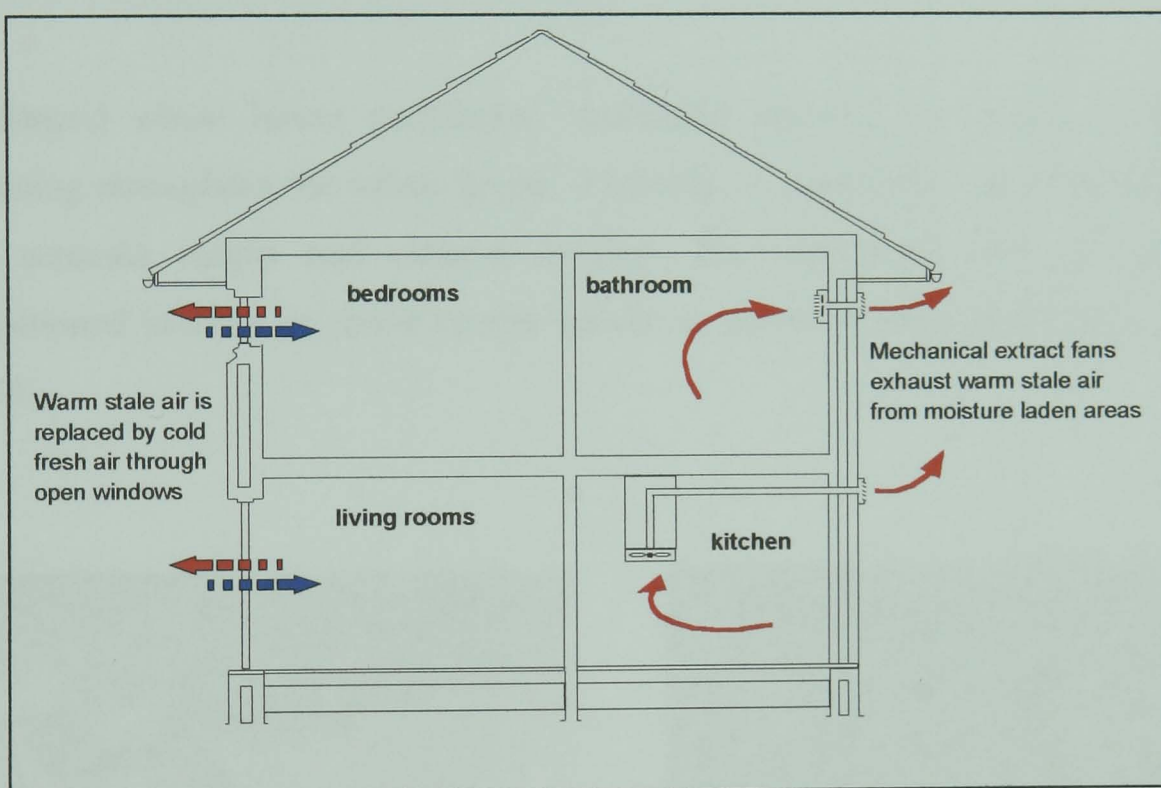 bedrooms
bathroom
Mechanical extract fans
exhaust warm stale air
from moisture laden areas
Warm stale air is
replaced by cold
fresh air through
open windows
living rooms
kitchen